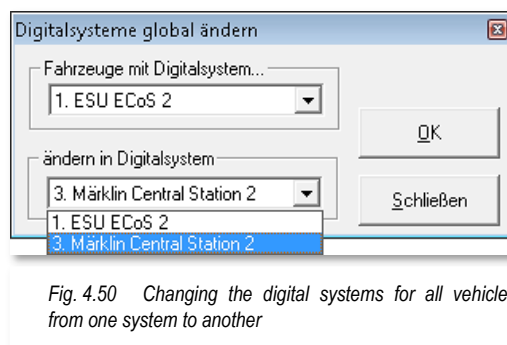 Digitalsysteme global ändern
Fahrzeuge mit Digitalsystem...
1. ESU ECoS 2
OK
ändern in Digitalsystem
3. Märklin Central Station 2
Schließen
1. ESU ECoS 2
3. Märklin Central Station 2
Fig. 4.50 Changing the digital systems for all vehicle
from one system to another